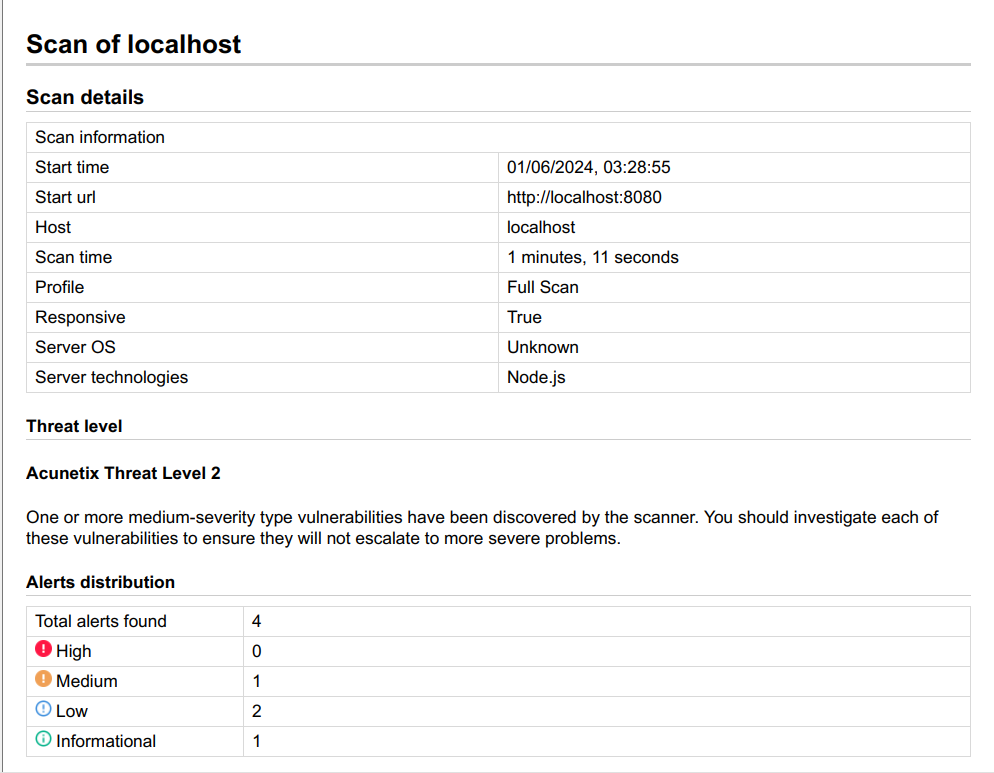 Scan of localhost
Scan details
Scan information
Start time 01/06/2024, 03:28:55
Start url http://localhost:8080
Host localhost
Scan time 1 minutes, 11 seconds
Profile Full Scan
Responsive True
Server OS Unknown
Server technologies Node.js
Threat level
Acunetix Threat Level 2
One or more medium-severity type vulnerabilities have been discovered by the scanner. You should investigate each of
these vulnerabilities to ensure they will not escalate to more severe problems.
Alerts distribution
Total alerts found 4
High 0
Medium 1
Low 2
Informational 1